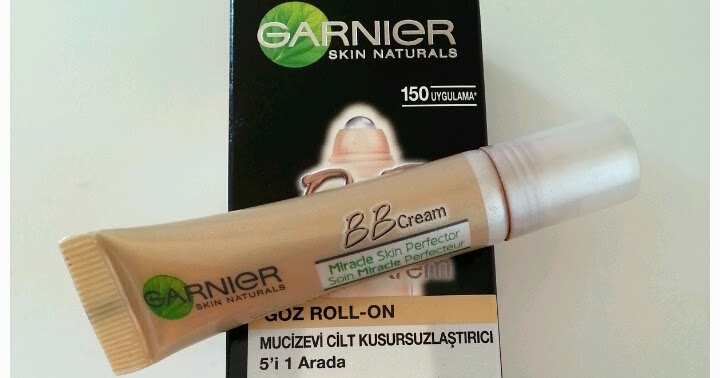 GARNIER
SKIN NATURALS
150 UYGULAMA*
BB Cream
Miracle Skin Perfector
Soin Miracle Perfecteur
GARNIER
SKIN NATURALS
krem
GÖZ ROLL-ON
MUCİZEVİ CİLT KUSURSUZLAŞTIRICI
5'i 1 Arada